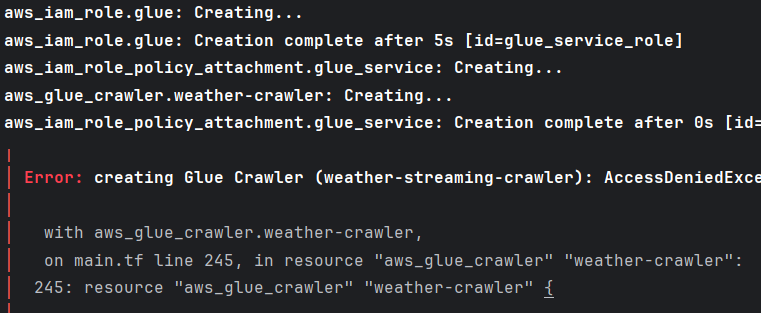 aws_iam_role.glue: Creating...
aws_iam_role.glue: Creation complete after 5s [id=glue_service_role]
aws_iam_role_policy_attachment.glue_service: Creating...
aws_glue_crawler.weather-crawler: Creating...
aws_iam_role_policy_attachment.glue_service: Creation complete after 0s [id=
Error: creating Glue Crawler (weather-streaming-crawler): AccessDeniedExce
with aws_glue_crawler.weather-crawler,
on main.tf line 245, in resource "aws_glue_crawler" "weather-crawler":
245: resource "aws_glue_crawler" "weather-crawler" {